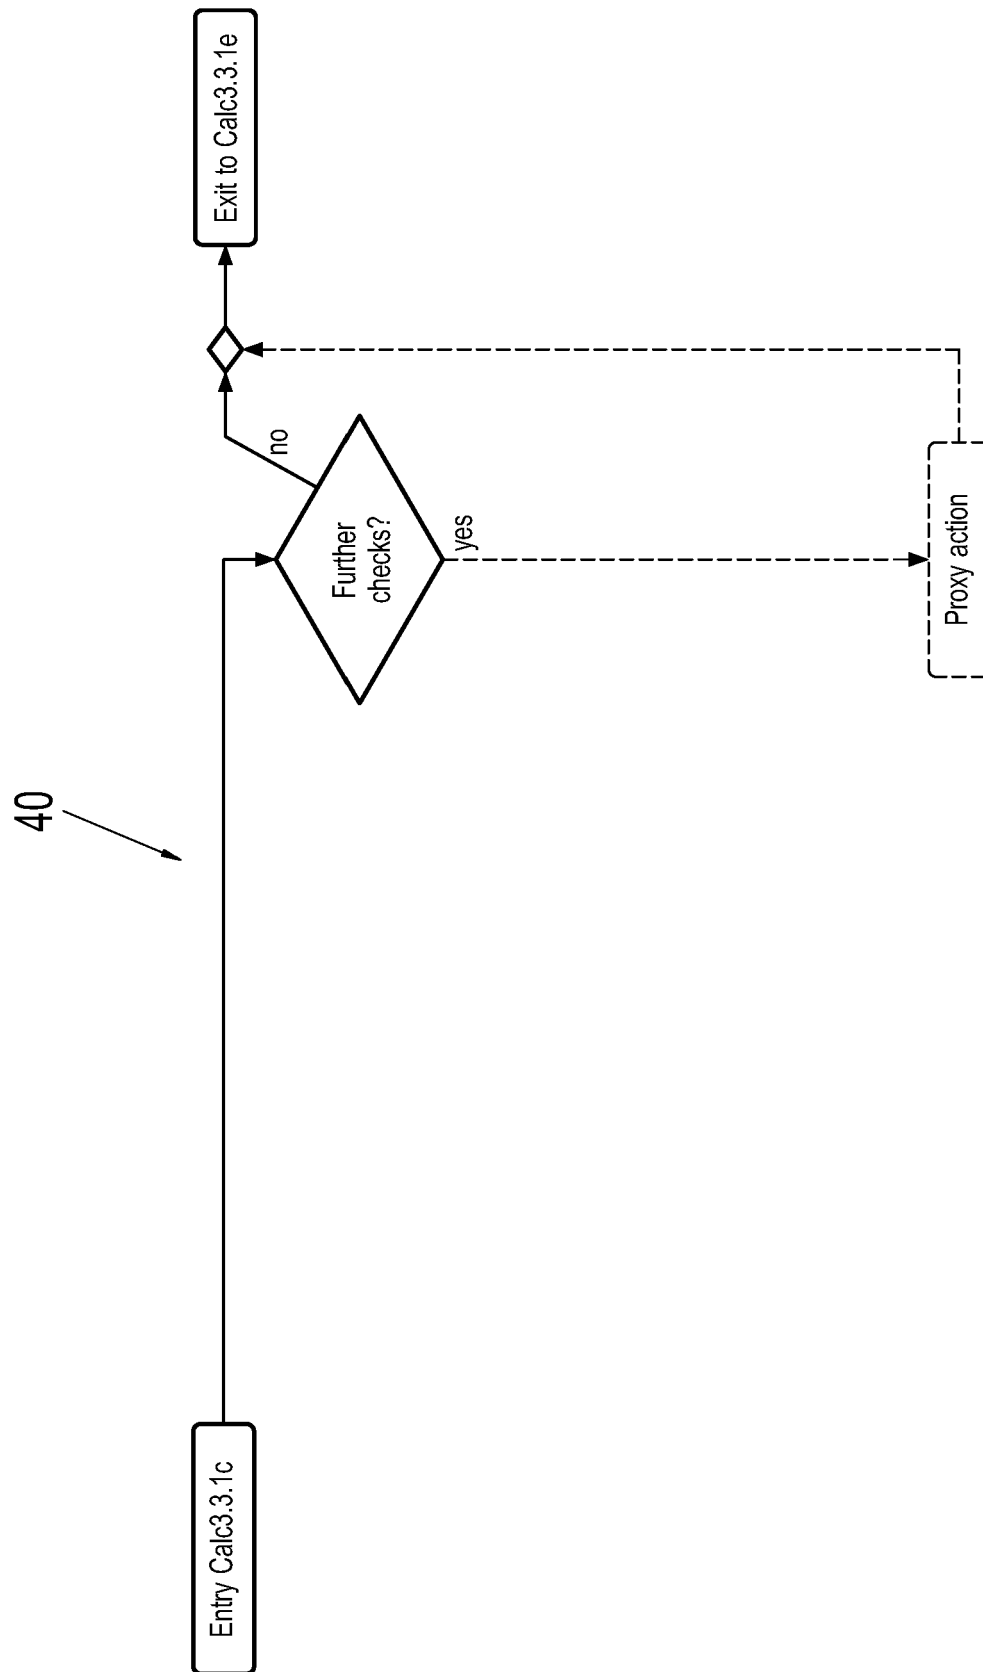 40
Entry Calc3.3.1c
Further
checks?
no
yes
Exit to Calc3.3.1e
Proxy action